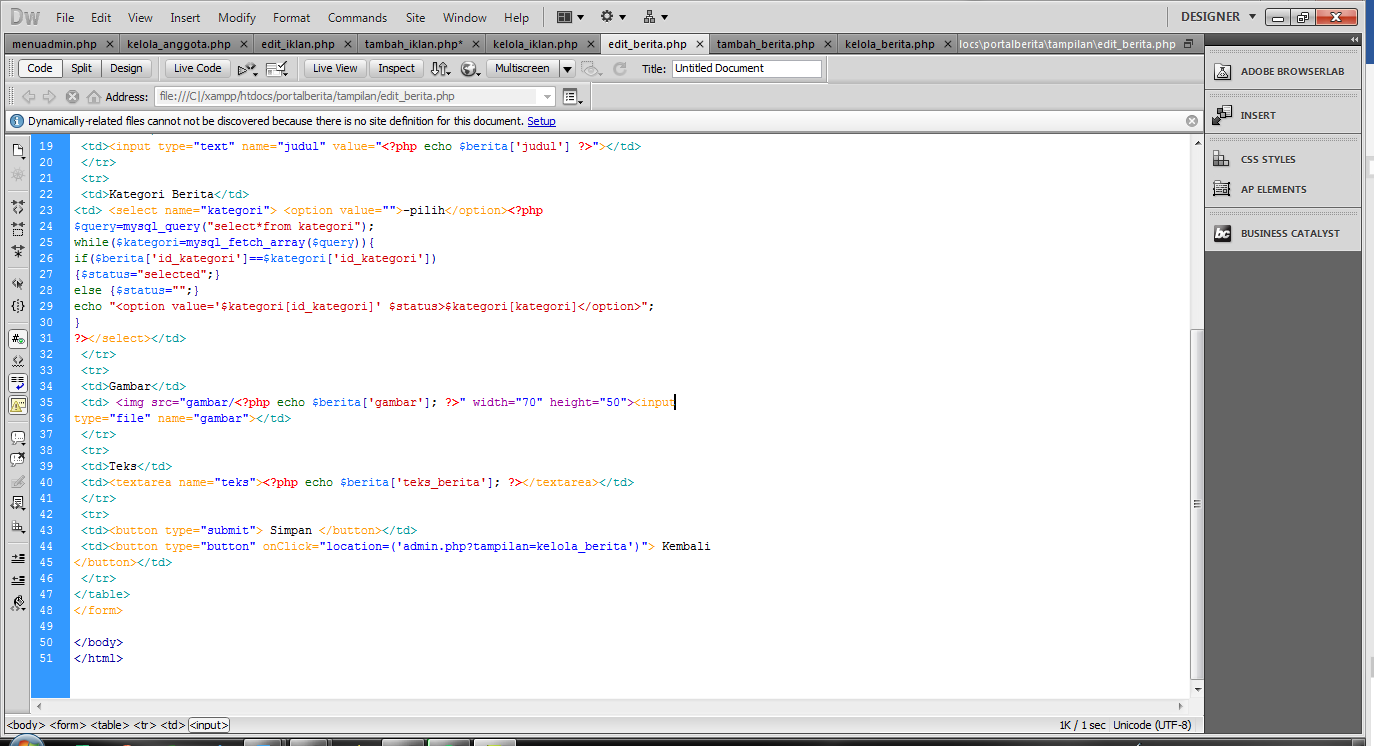 Dw File Edit View Insert Modify Format Commands Site Window Help DESIGNER
menuadmin.php kelola_anggota.php edit_iklan.php tambah_iklan.php* kelola_iklan.php edit_berita.php tambah_berita.php kelola_berita.php locs\portalberita\tampilan\edit_berita.php
Code Split Design Live Code Live View Inspect Multiscreen Title: Untitled Document
Address: file:///C|/xampp/htdocs/portalberita/tampilan/edit_berita.php
Dynamically-related files cannot not be discovered because there is no site definition for this document. Setup
ADOBE BROWSERLAB
INSERT
CSS STYLES
AP ELEMENTS
bc BUSINESS CATALYST
19 <td><input type="text" name="judul" value="<?php echo $berita['judul'] ?>"></td>
20 </tr>
21 <tr>
22 <td>Kategori Berita</td>
23 <td> <select name="kategori"> <option value="">-pilih</option><?php
24 $query=mysql_query("select*from kategori");
25 while($kategori=mysql_fetch_array($query)){
26 if($berita['id_kategori']==$kategori['id_kategori'])
27 {$status="selected";}
28 else {$status="";}
29 echo "<option value='$kategori[id_kategori]' $status>$kategori[kategori]</option>";
30 }
31 ?></select></td>
32 </tr>
33 <tr>
34 <td>Gambar</td>
35 <td> <img src="gambar/<?php echo $berita['gambar']; ?>" width="70" height="50"><input
36 type="file" name="gambar"></td>
37 </tr>
38 <tr>
39 <td>Teks</td>
40 <td><textarea name="teks"><?php echo $berita['teks_berita']; ?></textarea></td>
41 </tr>
42 <tr>
43 <td><button type="submit"> Simpan </button></td>
44 <td><button type="button" onClick="location=('admin.php?tampilan=kelola_berita')"> Kembali
45 </button></td>
46 </tr>
47 </table>
48 </form>
49
50 </body>
51 </html>
<body> <form> <table> <tr> <td> <input> 1K / 1 sec Unicode (UTF-8)